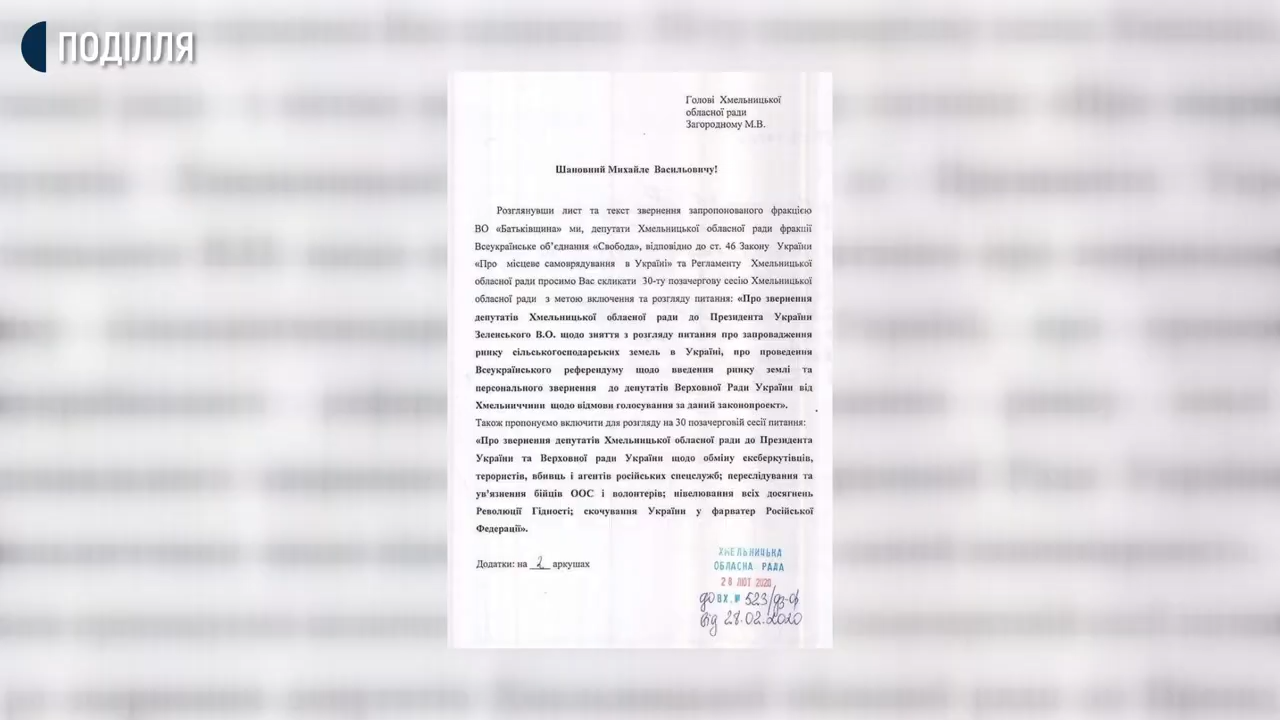 ПОДІЛЛЯ
Голові Хмельницької
обласної ради
Загородному М.В.
Шановний Михайле Васильовичу!
Розглянувши лист та текст звернення запропонованого фракцією
ВО «Батьківщина» ми, депутати Хмельницької обласної ради фракції
Всеукраїнське об’єднання «Свобода», відповідно до ст. 46 Закону України
«Про місцеве самоврядування в Україні» та Регламенту Хмельницької
обласної ради просимо Вас скликати 30-ту позачергову сесію Хмельницької
обласної ради з метою включення та розгляду питання: «Про звернення
депутатів Хмельницької обласної ради до Президента України
Зеленського В.О. щодо зняття з розгляду питання про запровадження
ринку сільськогосподарських земель в Україні, про проведення
Всеукраїнського референдуму щодо введення ринку землі та
персонального звернення до депутатів Верховної Ради України від
Хмельниччини щодо відмови голосування за даний законопроект».
Також пропонуємо включити для розгляду на 30 позачерговій сесії питання:
«Про звернення депутатів Хмельницької обласної ради до Президента
України та Верховної ради України щодо обміну ексберкутівців,
терористів, вбивць і агентів російських спецслужб; переслідування та
ув’язнення бійців ООС і волонтерів; нівелювання всіх досягнень
Революції Гідності; скочування України у фарватер Російської
Федерації».
Додатки: на 2 аркушах
ХМЕЛЬНИЦЬКА
ОБЛАСНА РАДА
28 ЛЮТ 2020
до ВХ.№ 523/
від 28.02.2020